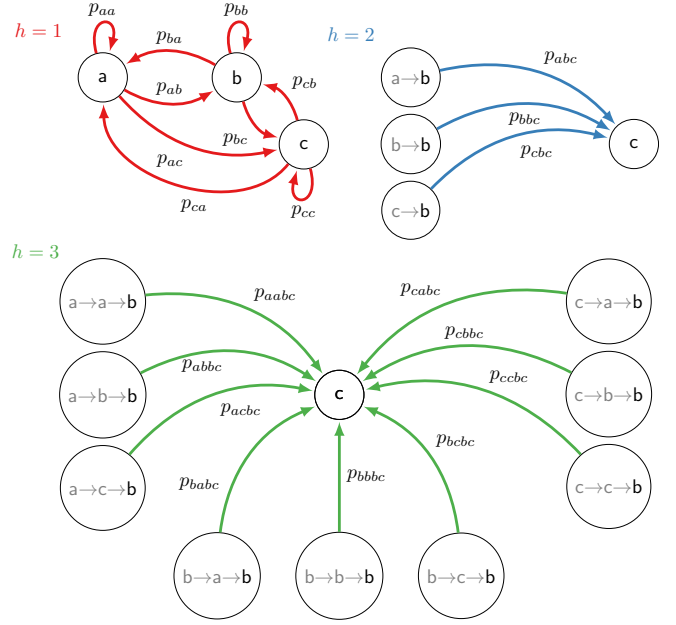 h = 1
p_aa
p_ba
p_bb
a
b
p_ab
p_cb
p_bc
c
p_ac
p_ca
p_cc
h = 2
a→b
p_abc
b→b
p_bbc
c
p_cbc
c→b
h = 3
a→a→b
p_aabc
p_cabc
c→a→b
a→b→b
p_abbc
p_cbbc
c→b→b
p_acbc
c
p_ccbc
a→c→b
p_babc
p_bbbc
p_bcbc
c→c→b
b→a→b
b→b→b
b→c→b